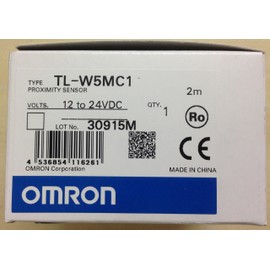 TYPE TL-W5MC1
PROXIMITY SENSOR 2m
VOLTS. 12 to 24VDC QTY. 1
Ro
LOT No. 30915M
4 536854 116261
OMRON Corporation
CE
MADE IN CHINA
OMRON